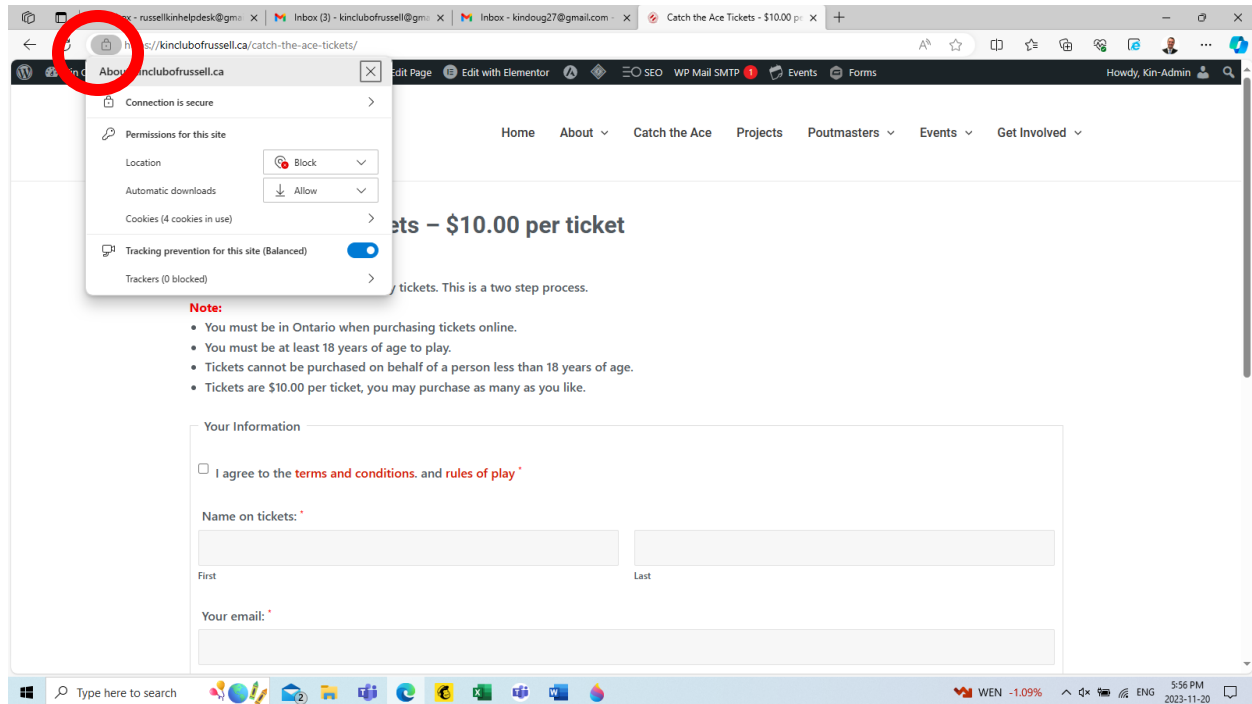 x - russellkinhelpdesk@gma
Inbox (3) - kinclubofrussell@gma
Inbox - kindoug27@gmail.com -
Catch the Ace Tickets - $10.00 pe
://kinclubofrussell.ca/catch-the-ace-tickets/
Edit Page
Edit with Elementor
SEO
WP Mail SMTP 1
Events
Forms
Howdy, Kin-Admin
About kinclubofrussell.ca
Connection is secure
Permissions for this site
Location
Block
Automatic downloads
Allow
Cookies (4 cookies in use)
Tracking prevention for this site (Balanced)
Trackers (0 blocked)
Home
About
Catch the Ace
Projects
Poutmasters
Events
Get Involved
ets – $10.00 per ticket
y tickets. This is a two step process.
Note:
• You must be in Ontario when purchasing tickets online.
• You must be at least 18 years of age to play.
• Tickets cannot be purchased on behalf of a person less than 18 years of age.
• Tickets are $10.00 per ticket, you may purchase as many as you like.
Your Information
I agree to the terms and conditions. and rules of play *
Name on tickets: *
First
Last
Your email: *
Type here to search
2
WEN -1.09%
ENG
5:56 PM
2023-11-20